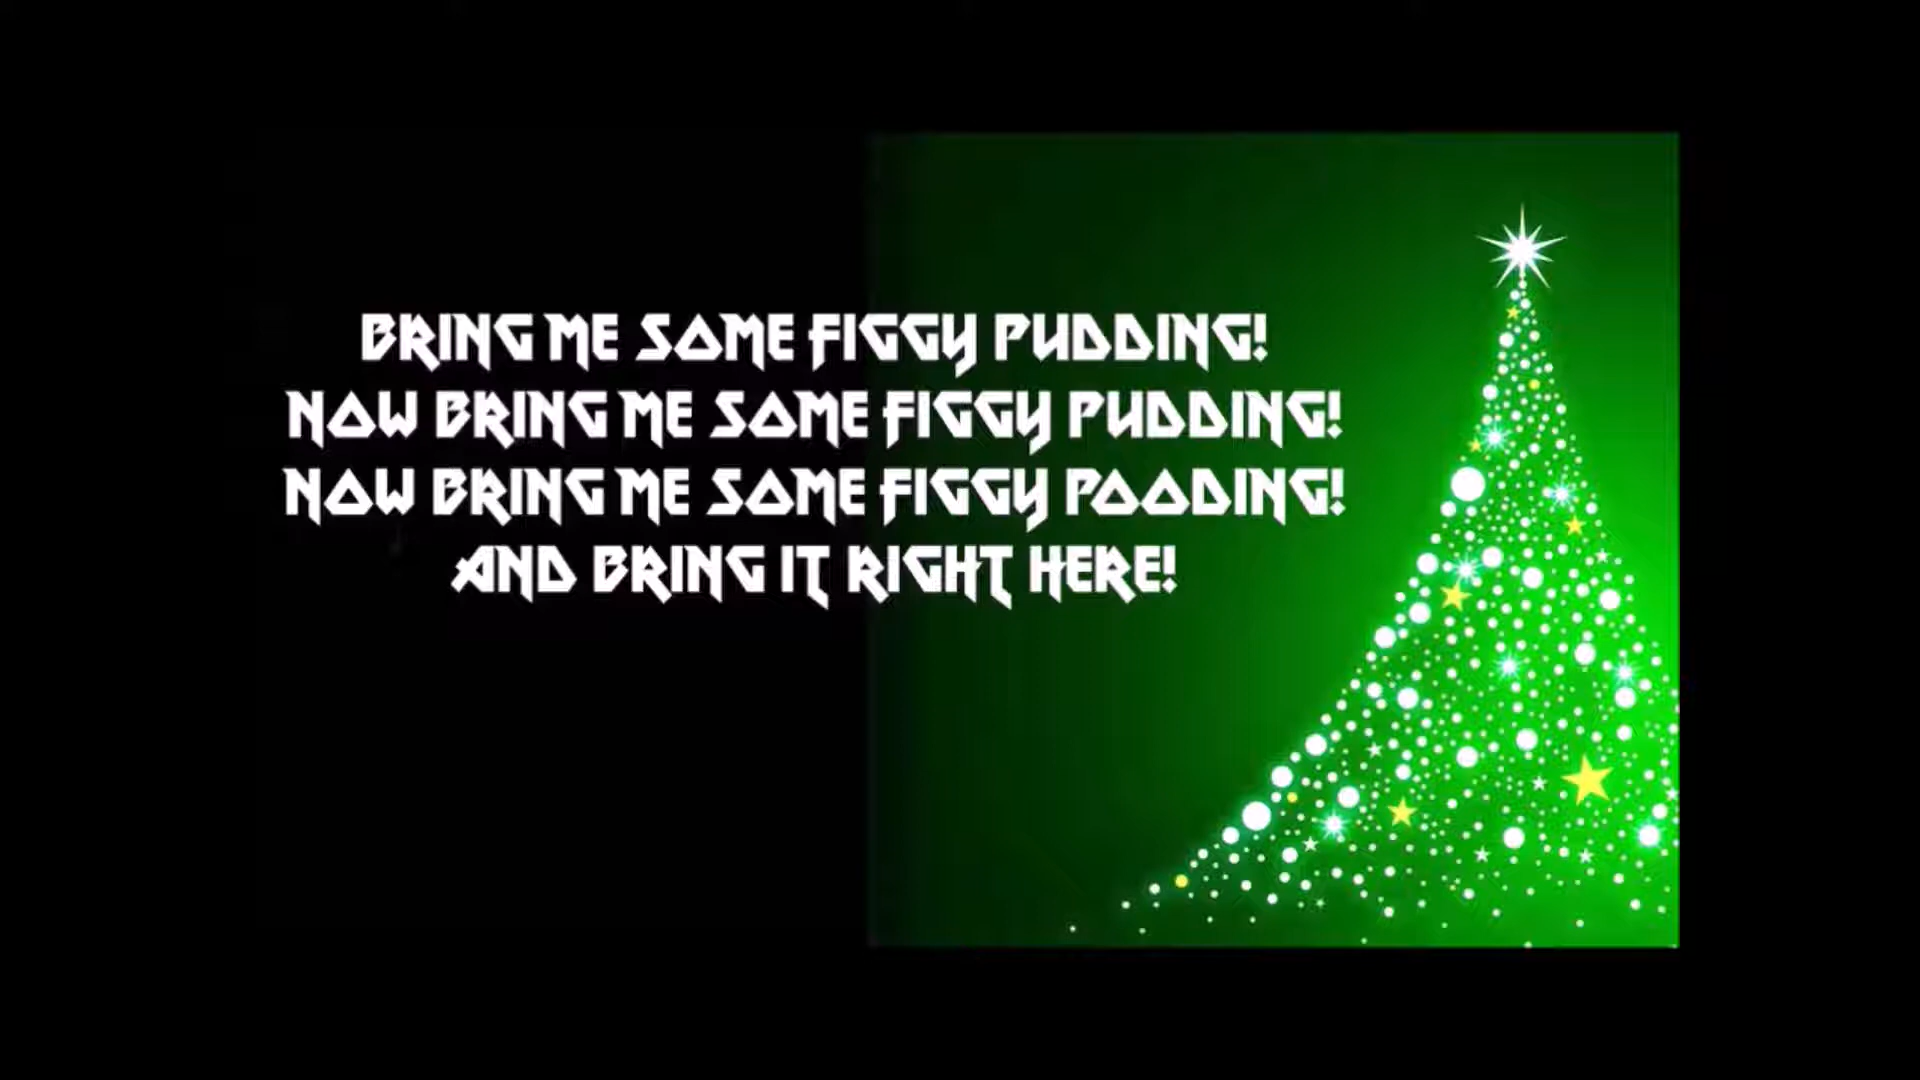 BRING ME SOME FIGGY PUDDING!
NOW BRING ME SOME FIGGY PUDDING!
NOW BRING ME SOME FIGGY POODING!
AND BRING IT RIGHT HERE!